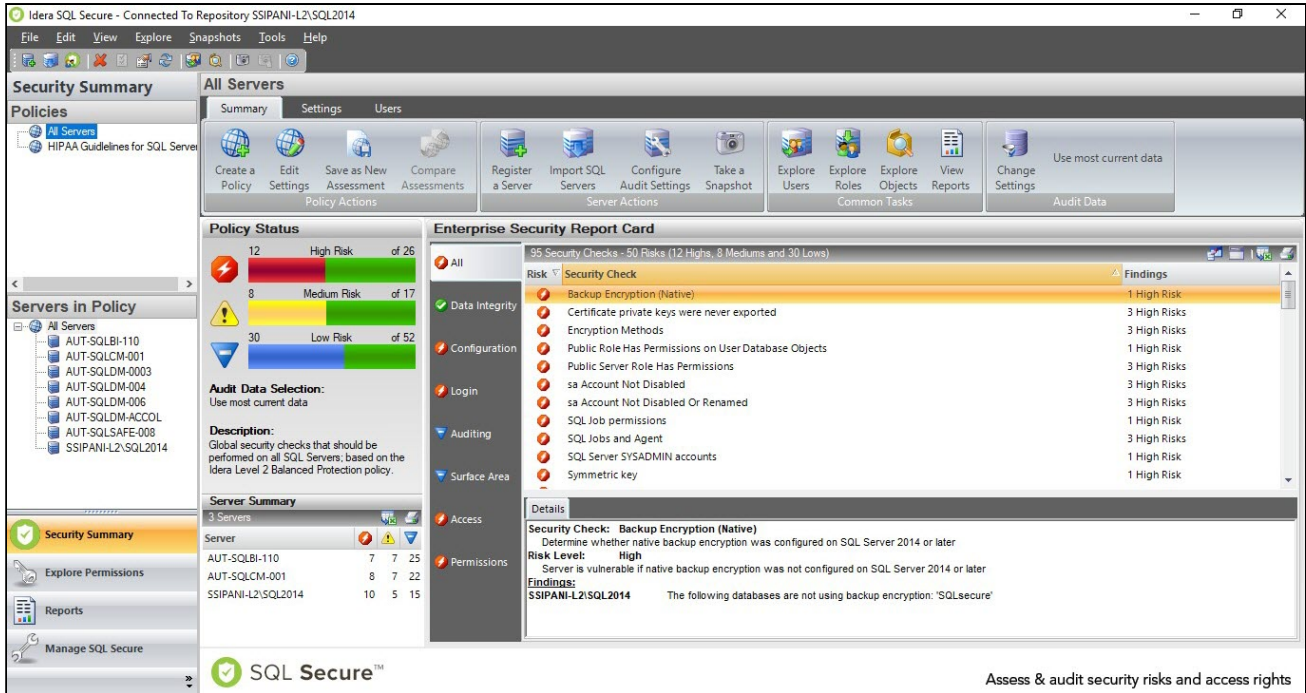 Idera SQL Secure - Connected To Repository SSIPANI-L2\SQL2014
File Edit View Explore Snapshots Tools Help
Security Summary
Policies
All Servers
HIPAA Guidlelines for SQL Server
Servers in Policy
All Servers
AUT-SQLBI-110
AUT-SQLCM-001
AUT-SQLDM-0003
AUT-SQLDM-004
AUT-SQLDM-006
AUT-SQLDM-ACCOL
AUT-SQLSAFE-008
SSIPANI-L2\SQL2014
Security Summary
Explore Permissions
Reports
Manage SQL Secure
All Servers
Summary Settings Users
Create a Policy
Edit Settings
Save as New Assessment
Compare Assessments
Policy Actions
Register a Server
Import SQL Servers
Configure Audit Settings
Take a Snapshot
Server Actions
Explore Users
Explore Roles
Explore Objects
View Reports
Common Tasks
Change Settings
Use most current data
Audit Data
Policy Status
12 High Risk of 26
8 Medium Risk of 17
30 Low Risk of 52
Audit Data Selection:
Use most current data
Description:
Global security checks that should be
performed on all SQL Servers; based on the
Idera Level 2 Balanced Protection policy.
Server Summary
3 Servers
Server
AUT-SQLBI-110 7 7 25
AUT-SQLCM-001 8 7 22
SSIPANI-L2\SQL2014 10 5 15
Enterprise Security Report Card
All
Data Integrity
Configuration
Login
Auditing
Surface Area
Access
Permissions
95 Security Checks - 50 Risks (12 Highs, 8 Mediums and 30 Lows)
Risk Security Check Findings
Backup Encryption (Native) 1 High Risk
Certificate private keys were never exported 3 High Risks
Encryption Methods 3 High Risks
Public Role Has Permissions on User Database Objects 1 High Risk
Public Server Role Has Permissions 3 High Risks
sa Account Not Disabled 3 High Risks
sa Account Not Disabled Or Renamed 3 High Risks
SQL Job permissions 1 High Risk
SQL Jobs and Agent 3 High Risks
SQL Server SYSADMIN accounts 1 High Risk
Symmetric key 1 High Risk
Details
Security Check: Backup Encryption (Native)
Determine whether native backup encryption was configured on SQL Server 2014 or later
Risk Level: High
Server is vulnerable if native backup encryption was not configured on SQL Server 2014 or later
Findings:
SSIPANI-L2\SQL2014 The following databases are not using backup encryption: 'SQLsecure'
SQL Secure™
Assess & audit security risks and access rights